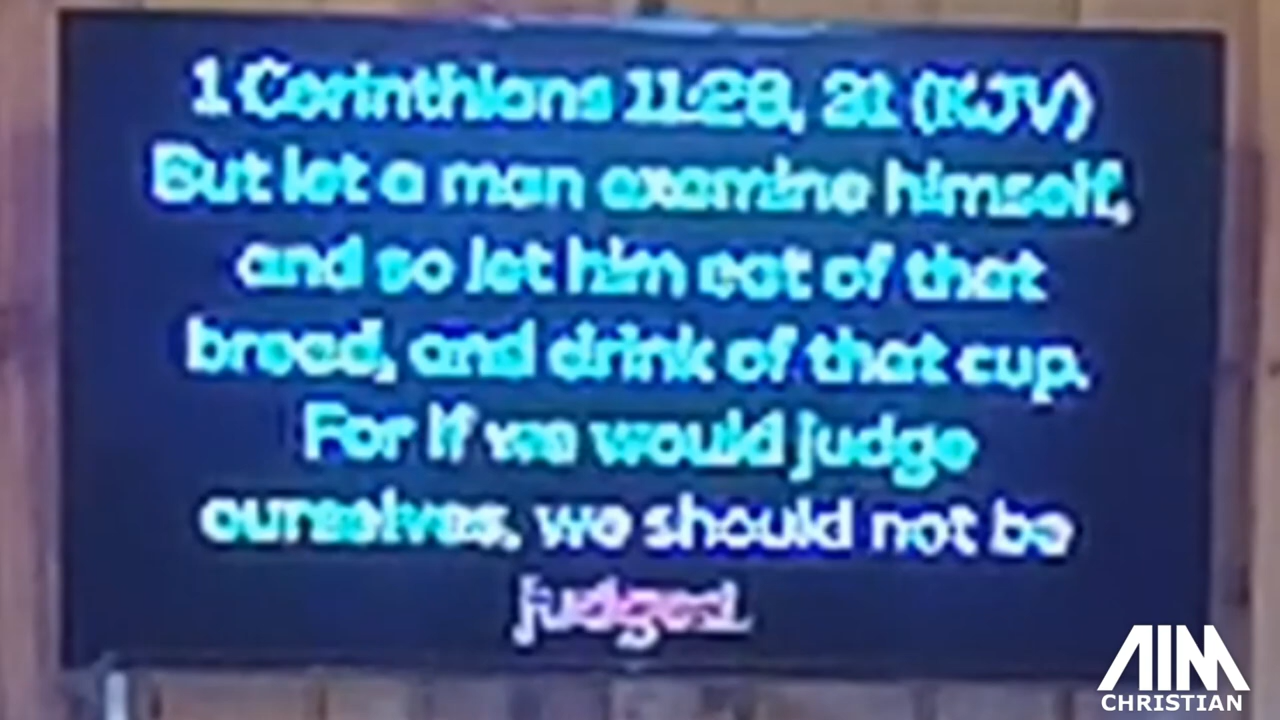 1 Corinthians 11:28, 31 (KJV)
But let a man examine himself,
and so let him eat of that
bread, and drink of that cup.
For if we would judge
ourselves, we should not be
judged.
AIM
CHRISTIAN